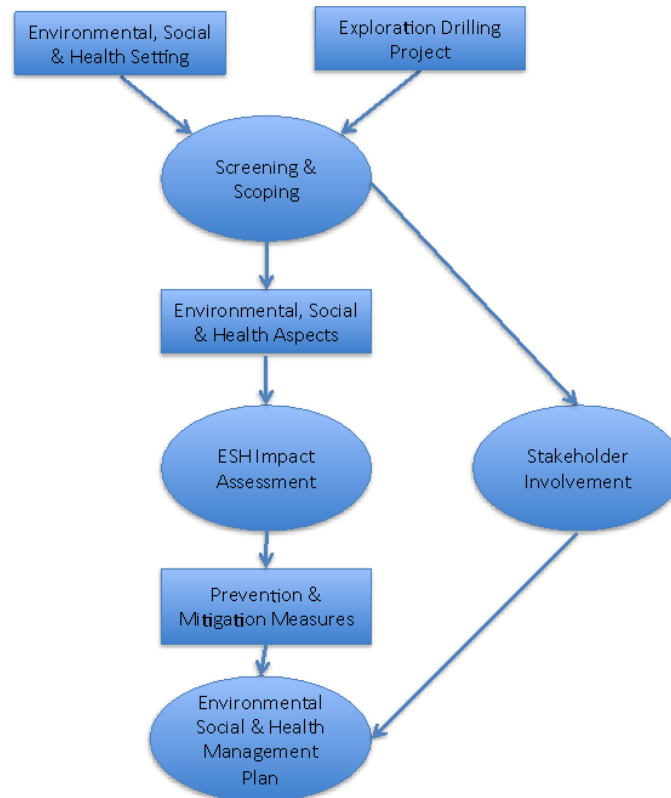 Environmental, Social
& Health Setting
Exploration Drilling
Project
Screening &
Scoping
Environmental, Social
& Health Aspects
ESH Impact
Assessment
Stakeholder
Involvement
Prevention &
Mitigation Measures
Environmental
Social & Health
Management
Plan